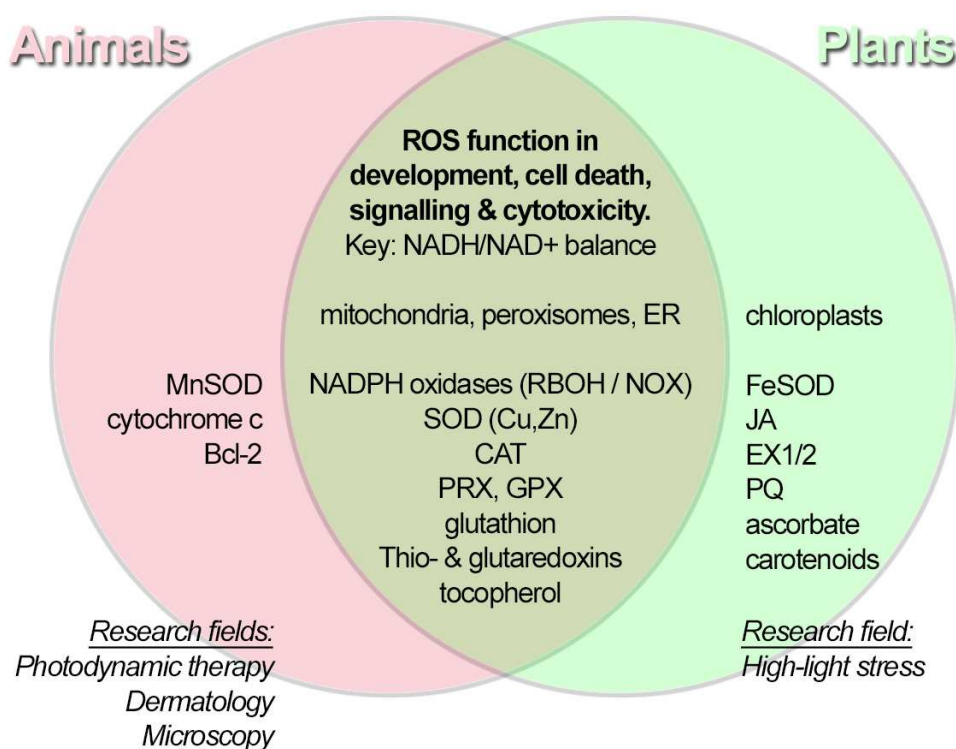 Animals
Plants
ROS function in
development, cell death,
signalling & cytotoxicity.
Key: NADH/NAD+ balance
mitochondria, peroxisomes, ER
chloroplasts
MnSOD
cytochrome c
Bcl-2
NADPH oxidases (RBOH / NOX)
SOD (Cu,Zn)
CAT
PRX, GPX
glutathion
Thio- & glutaredoxins
tocopherol
FeSOD
JA
EX1/2
PQ
ascorbate
carotenoids
Research fields:
Photodynamic therapy
Dermatology
Microscopy
Research field:
High-light stress